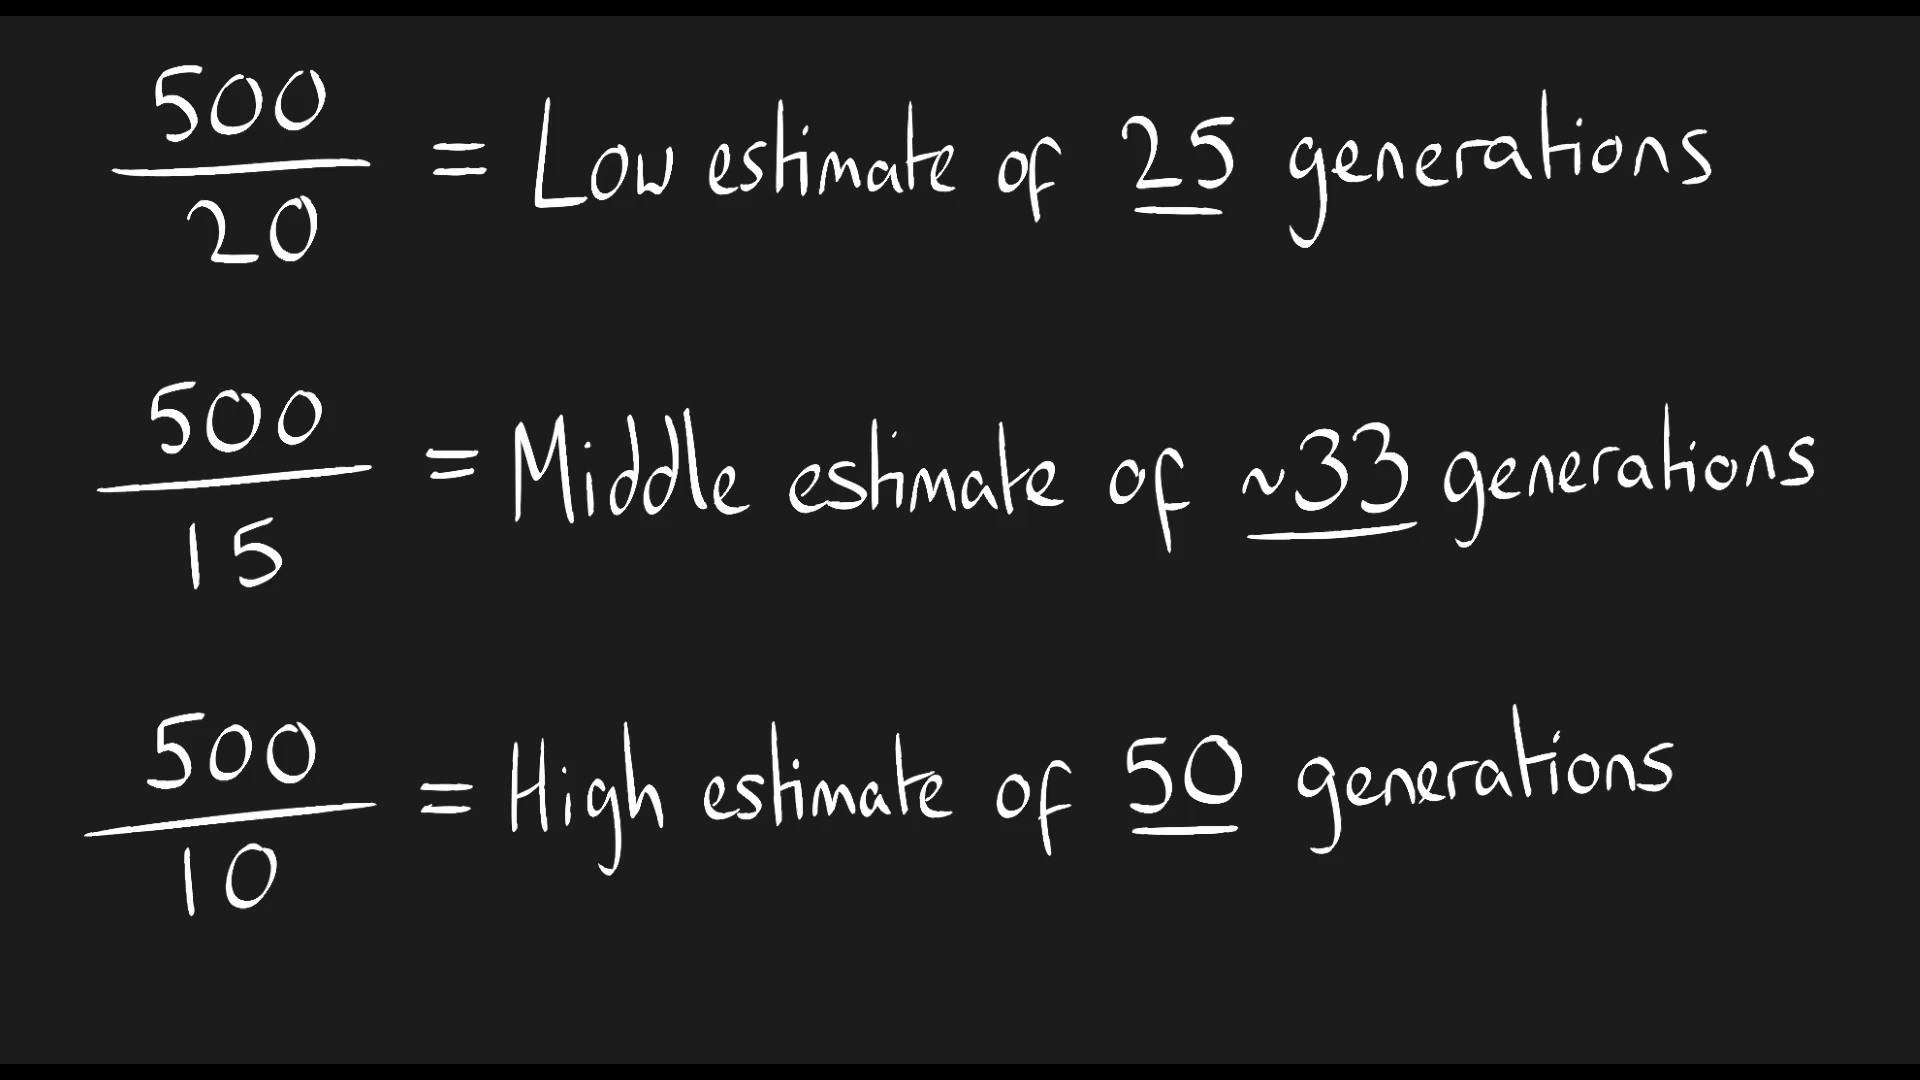 500
= Low estimate of 25 generations
20
500
= Middle estimate of ~33 generations
15
500
= High estimate of 50 generations
10